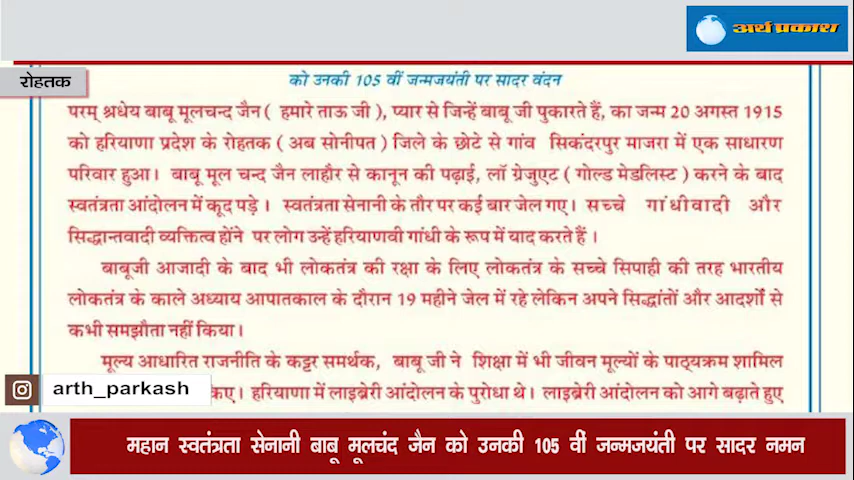 अर्थ प्रकाश
रोहतक
को उनकी 105 वीं जन्मजयंती पर सादर वंदन
परम् श्रधेय बाबू मूलचन्द जैन ( हमारे ताऊ जी ), प्यार से जिन्हें बाबू जी पुकारते हैं, का जन्म 20 अगस्त 1915
को हरियाणा प्रदेश के रोहतक ( अब सोनीपत ) जिले के छोटे से गांव सिकंदरपुर माजरा में एक साधारण
परिवार हुआ। बाबू मूल चन्द जैन लाहौर से कानून की पढ़ाई, लॉ ग्रेजुएट ( गोल्ड मेडलिस्ट ) करने के बाद
स्वतंत्रता आंदोलन में कूद पड़े । स्वतंत्रता सेनानी के तौर पर कई बार जेल गए। सच्चे गांधीवादी और
सिद्धान्तवादी व्यक्तित्व होंने पर लोग उन्हें हरियाणवी गांधी के रूप में याद करते हैं ।
बाबूजी आजादी के बाद भी लोकतंत्र की रक्षा के लिए लोकतंत्र के सच्चे सिपाही की तरह भारतीय
लोकतंत्र के काले अध्याय आपातकाल के दौरान 19 महीने जेल में रहे लेकिन अपने सिद्धांतों और आदर्शों से
कभी समझौता नहीं किया।
मूल्य आधारित राजनीति के कट्टर समर्थक, बाबू जी ने शिक्षा में भी जीवन मूल्यों के पाठ्यक्रम शामिल
arth_parkash
किए। हरियाणा में लाइब्रेरी आंदोलन के पुरोधा थे। लाइब्रेरी आंदोलन को आगे बढ़ाते हुए
महान स्वतंत्रता सेनानी बाबू मूलचंद जैन को उनकी 105 वीं जन्मजयंती पर सादर नमन